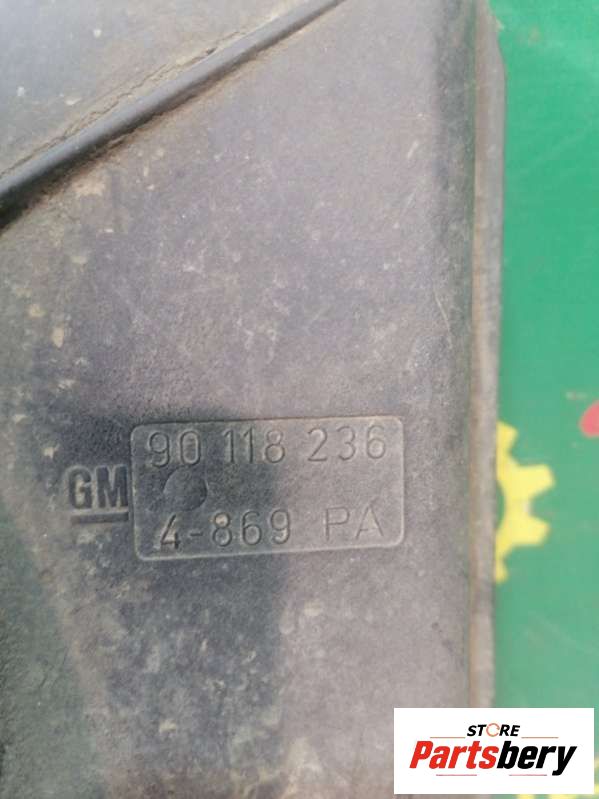 90 118 236
GM
4-869 PA
STORE
Partsbery